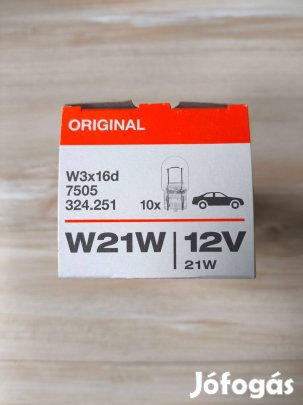 ORIGINAL
W3x16d
7505
324.251 10x
W21W 12V
21W
Jófogás